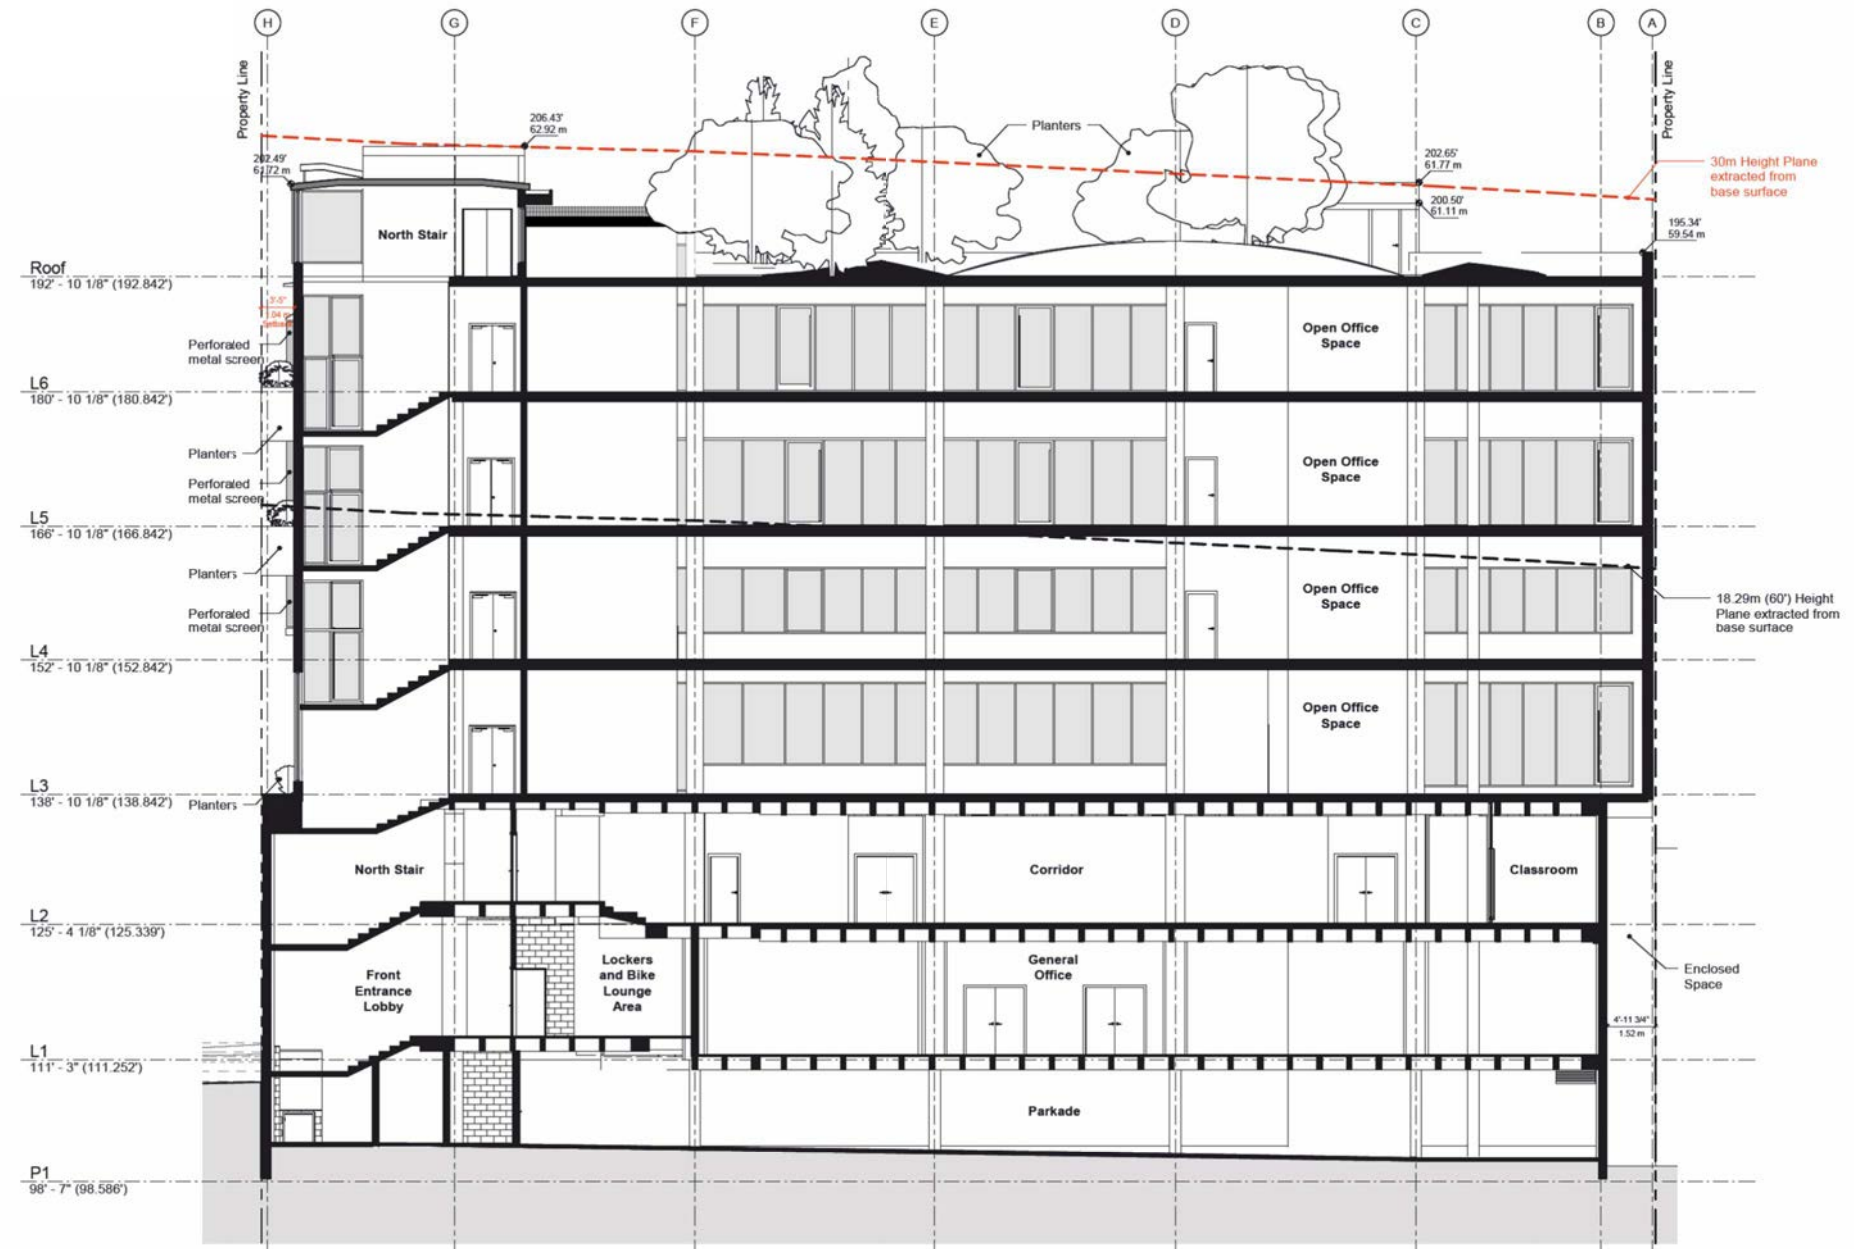 H
G
F
E
D
C
B
A
Property Line
Property Line
206.43'
62.92 m
202.49'
61.72 m
Planters
202.65'
61.77 m
200.50'
61.11 m
30m Height Plane
extracted from
base surface
195.34'
59.54 m
North Stair
Roof
192' - 10 1/8" (192.842')
3'-5"
1.04 m
Setback
Perforated
metal screen
Open Office
Space
L6
180' - 10 1/8" (180.842')
Planters
Perforated
metal screen
Open Office
Space
L5
166' - 10 1/8" (166.842')
Planters
Perforated
metal screen
Open Office
Space
18.29m (60') Height
Plane extracted from
base surface
L4
152' - 10 1/8" (152.842')
Open Office
Space
L3
138' - 10 1/8" (138.842')
Planters
North Stair
Corridor
Classroom
L2
125' - 4 1/8" (125.339')
Front
Entrance
Lobby
Lockers
and Bike
Lounge
Area
General
Office
Enclosed
Space
4'-11 3/4"
1.52 m
L1
111' - 3" (111.252')
Parkade
P1
98' - 7" (98.586')